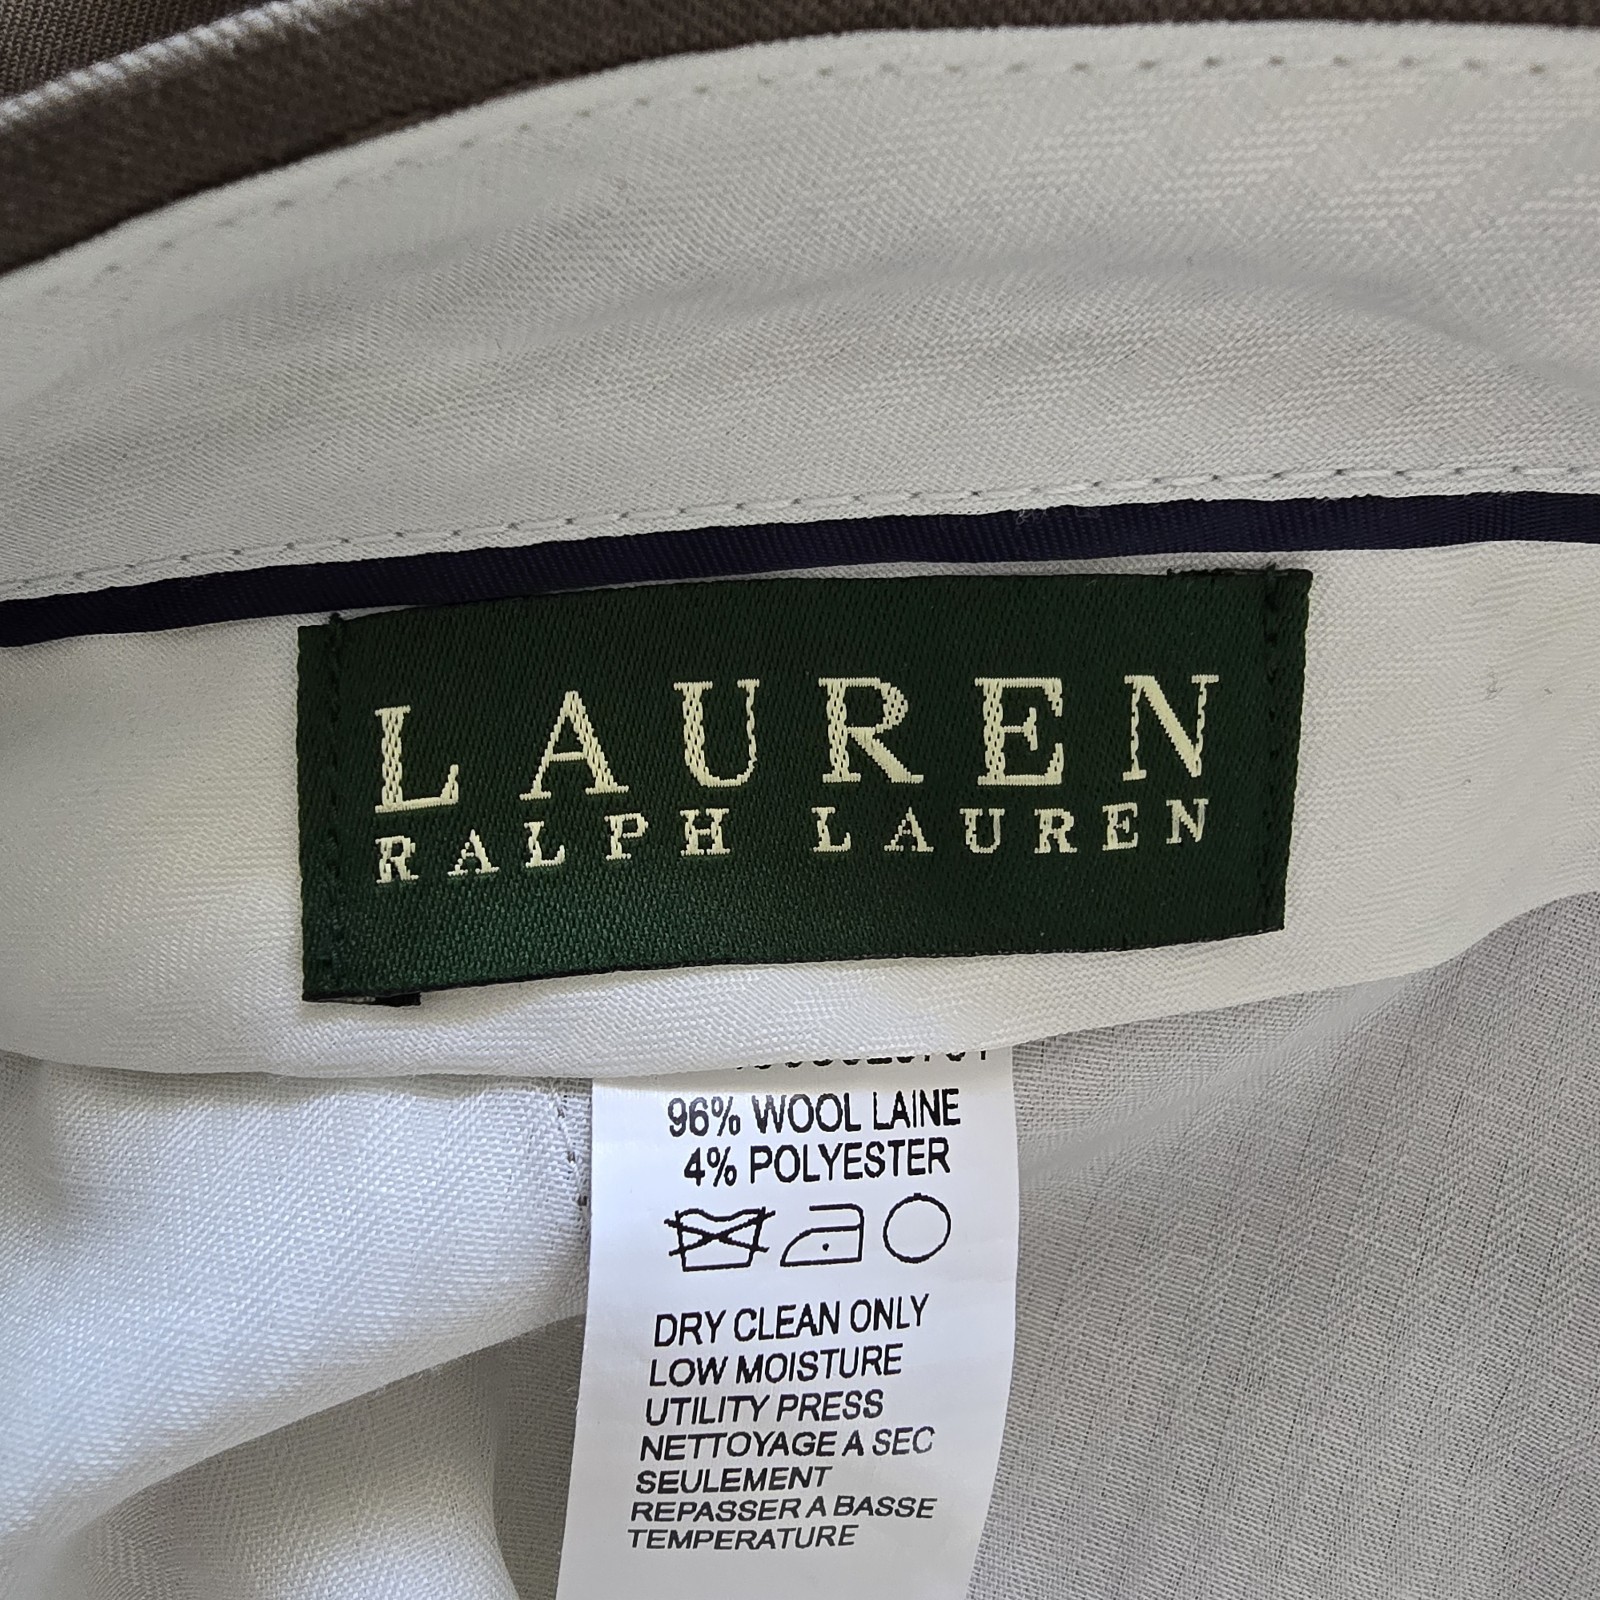 LAUREN
RALPH LAUREN
96% WOOL LAINE
4% POLYESTER
DRY CLEAN ONLY
LOW MOISTURE
UTILITY PRESS
NETTOYAGE A SEC
SEULEMENT
REPASSER A BASSE
TEMPERATURE